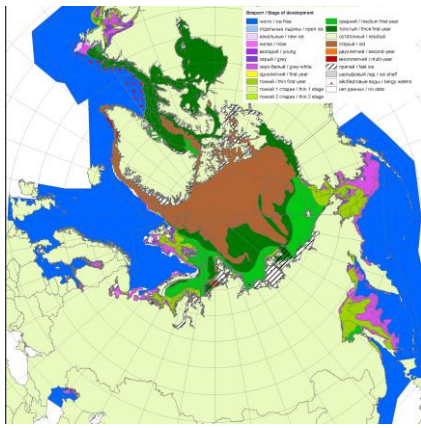 Возраст / Stage of development
чисто / ice free
отдельные льдины / open ice
начальные / new ice
нилас / nilas
молодой / young
серый / grey
серо-белый / grey-white
однолетний / first-year
тонкий / thin first-year
тонкий 1 стадии / thin 1 stage
тонкий 2 стадии / thin 2 stage
средний / medium first-year
толстый / thick first-year
остаточный / residual
старый / old
двухлетний / second-year
многолетний / multi-year
припай / fast ice
шельфовый лед / ice shelf
айсберговые воды / bergy waters
нет данных / no data